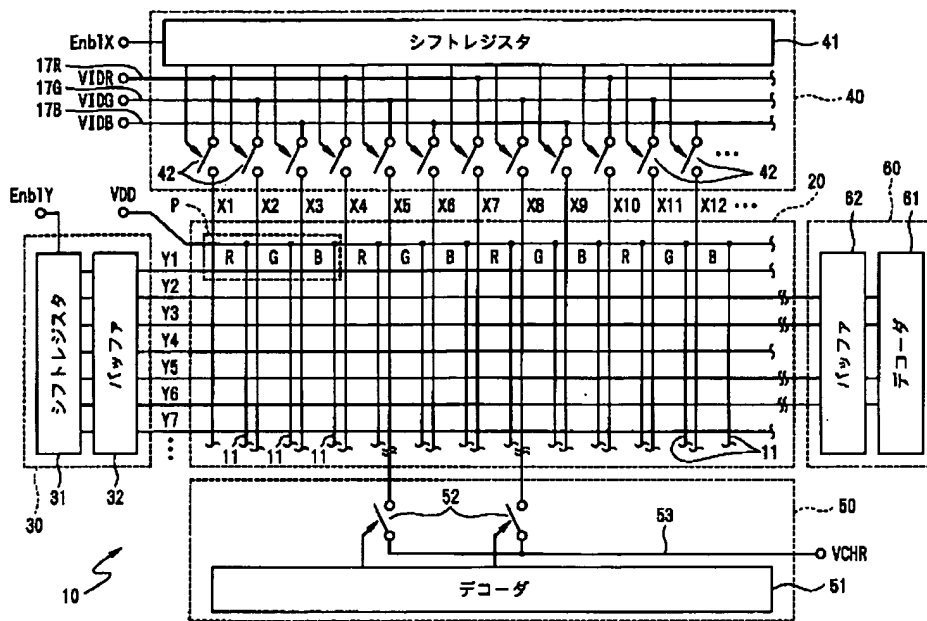 EnblX
シフトレジスタ
41
17R
VIDR
17G
VIDG
17B
VIDB
40
42
42
EnblY
VDD
P
X1 X2 X3 X4 X5 X6 X7 X8 X9 X10 X11 X12 ...
20
60
62
61
R G B R G B R G B R G B
Y1
Y2
Y3
Y4
Y5
Y6
Y7
シフトレジスタ
バッファ
バッファ
デコーダ
11 11 11
11
31
32
30
52
50
53
VCHR
デコーダ
51
10